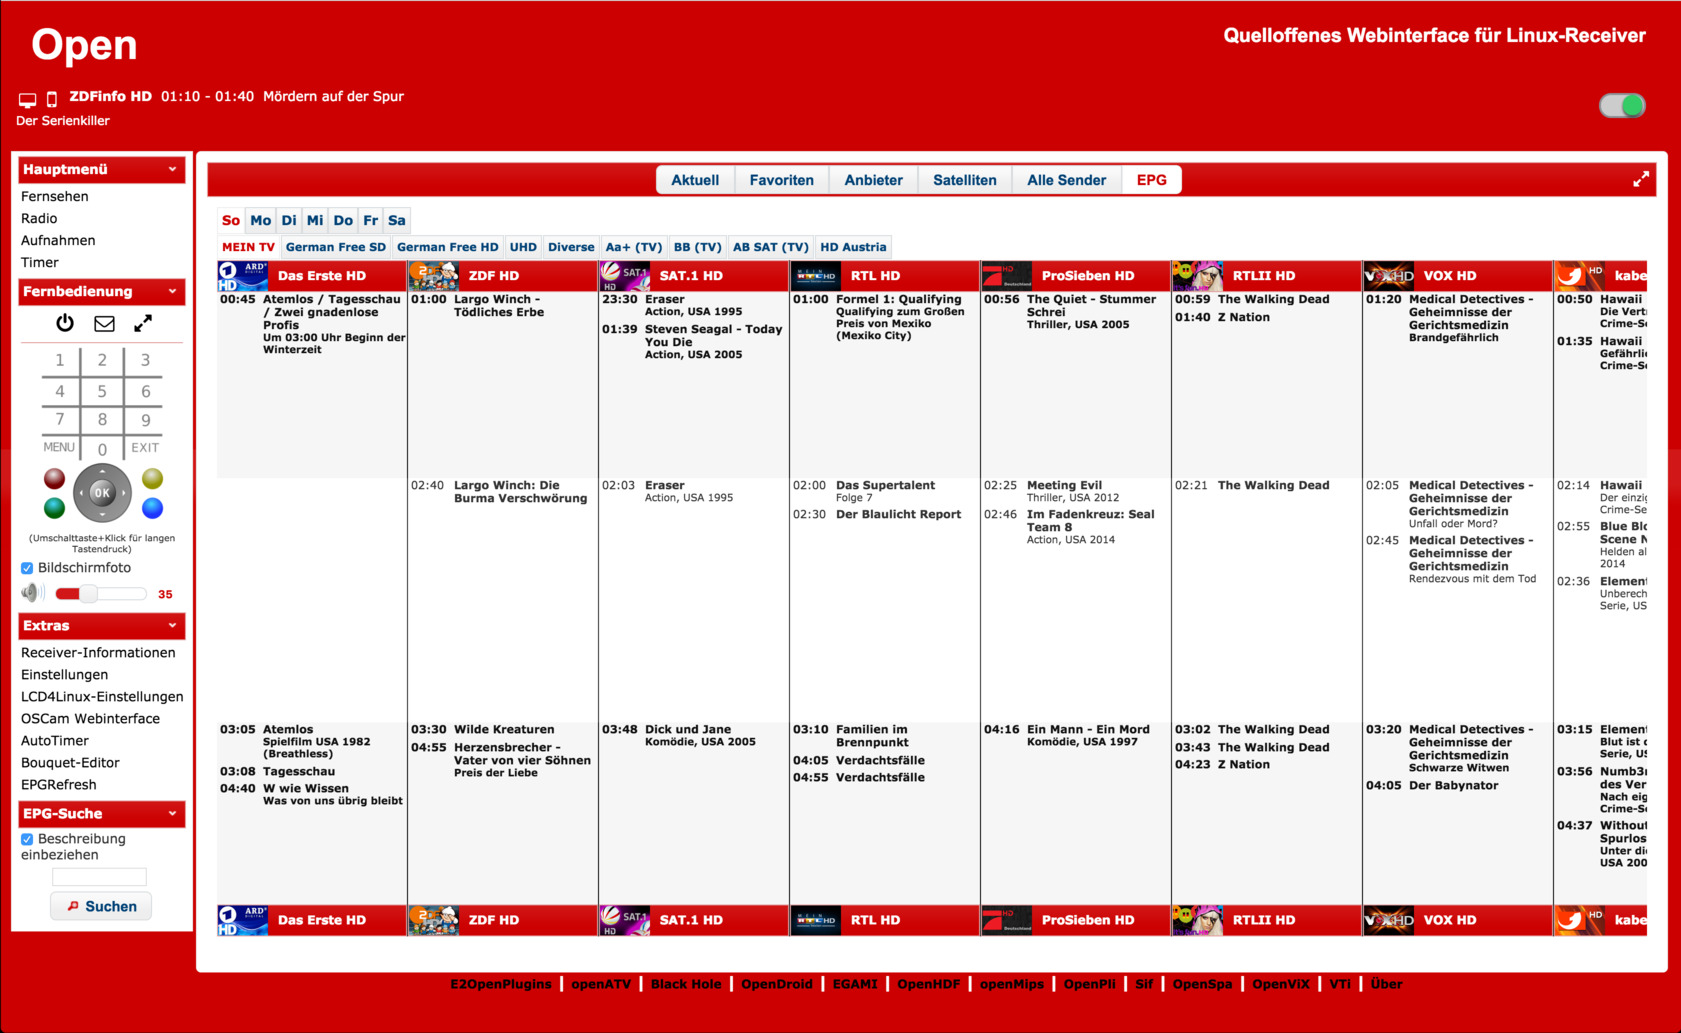 Open
Quelloffenes Webinterface für Linux-Receiver
ZDFinfo HD 01:10 - 01:40 Mördern auf der Spur
Der Serienkiller
Hauptmenü
Fernsehen
Radio
Aufnahmen
Timer
Fernbedienung
1 2 3
4 5 6
7 8 9
MENU 0 EXIT
OK
(Umschalttaste+Klick für langen
Tastendruck)
Bildschirmfoto
35
Extras
Receiver-Informationen
Einstellungen
LCD4Linux-Einstellungen
OSCam Webinterface
AutoTimer
Bouquet-Editor
EPGRefresh
EPG-Suche
Beschreibung
einbeziehen
Suchen
Aktuell Favoriten Anbieter Satelliten Alle Sender EPG
So Mo Di Mi Do Fr Sa
MEIN TV German Free SD German Free HD UHD Diverse Aa+ (TV) BB (TV) AB SAT (TV) HD Austria
Das Erste HD ZDF HD SAT.1 HD RTL HD ProSieben HD RTLII HD VOX HD kabe
00:45 Atemlos / Tagesschau
/ Zwei gnadenlose
Profis
Um 03:00 Uhr Beginn der
Winterzeit
01:00 Largo Winch -
Tödliches Erbe
23:30 Eraser
Action, USA 1995
01:39 Steven Seagal - Today
You Die
Action, USA 2005
01:00 Formel 1: Qualifying
Qualifying zum Großen
Preis von Mexiko
(Mexiko City)
00:56 The Quiet - Stummer
Schrei
Thriller, USA 2005
00:59 The Walking Dead
01:40 Z Nation
01:20 Medical Detectives -
Geheimnisse der
Gerichtsmedizin
Brandgefährlich
00:50 Hawaii
Die Vert
Crime-Se
01:35 Hawaii
Gefährlic
Crime-Se
02:40 Largo Winch: Die
Burma Verschwörung
02:03 Eraser
Action, USA 1995
02:00 Das Supertalent
Folge 7
02:30 Der Blaulicht Report
02:25 Meeting Evil
Thriller, USA 2012
02:46 Im Fadenkreuz: Seal
Team 8
Action, USA 2014
02:21 The Walking Dead
02:05 Medical Detectives -
Geheimnisse der
Gerichtsmedizin
Unfall oder Mord?
02:45 Medical Detectives -
Geheimnisse der
Gerichtsmedizin
Rendezvous mit dem Tod
02:14 Hawaii
Der einzig
Crime-Se
02:55 Blue Blo
Scene N
Helden al
2014
02:36 Element
Unberech
Serie, US
03:05 Atemlos
Spielfilm USA 1982
(Breathless)
03:08 Tagesschau
04:40 W wie Wissen
Was von uns übrig bleibt
03:30 Wilde Kreaturen
04:55 Herzensbrecher -
Vater von vier Söhnen
Preis der Liebe
03:48 Dick und Jane
Komödie, USA 2005
03:10 Familien im
Brennpunkt
04:05 Verdachtsfälle
04:55 Verdachtsfälle
04:16 Ein Mann - Ein Mord
Komödie, USA 1997
03:02 The Walking Dead
03:43 The Walking Dead
04:23 Z Nation
03:20 Medical Detectives -
Geheimnisse der
Gerichtsmedizin
Schwarze Witwen
04:05 Der Babynator
03:15 Element
Blut ist d
Serie, US
03:56 Numb3r
des Ver
Nach eig
Crime-Se
04:37 Without
Spurlos
Unter die
USA 200
Das Erste HD ZDF HD SAT.1 HD RTL HD ProSieben HD RTLII HD VOX HD kabe
E2OpenPlugins openATV Black Hole OpenDroid EGAMI OpenHDF openMips OpenPli Sif OpenSpa OpenViX VTI Über